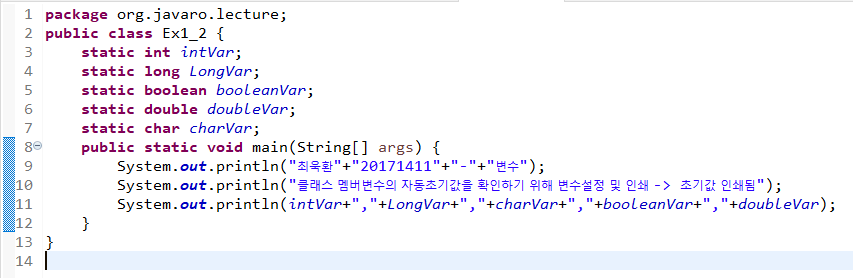 1 package org.javaro.lecture;
2 public class Ex1_2 {
3     static int intVar;
4     static long LongVar;
5     static boolean booleanVar;
6     static double doubleVar;
7     static char charVar;
8     public static void main(String[] args) {
9         System.out.println("최욱환"+"20171411"+"-"+"변수");
10         System.out.println("클래스 멤버변수의 자동초기값을 확인하기 위해 변수설정 및 인쇄 -> 초기값 인쇄됨");
11         System.out.println(intVar+","+LongVar+","+charVar+","+booleanVar+","+doubleVar);
12     }
13 }
14